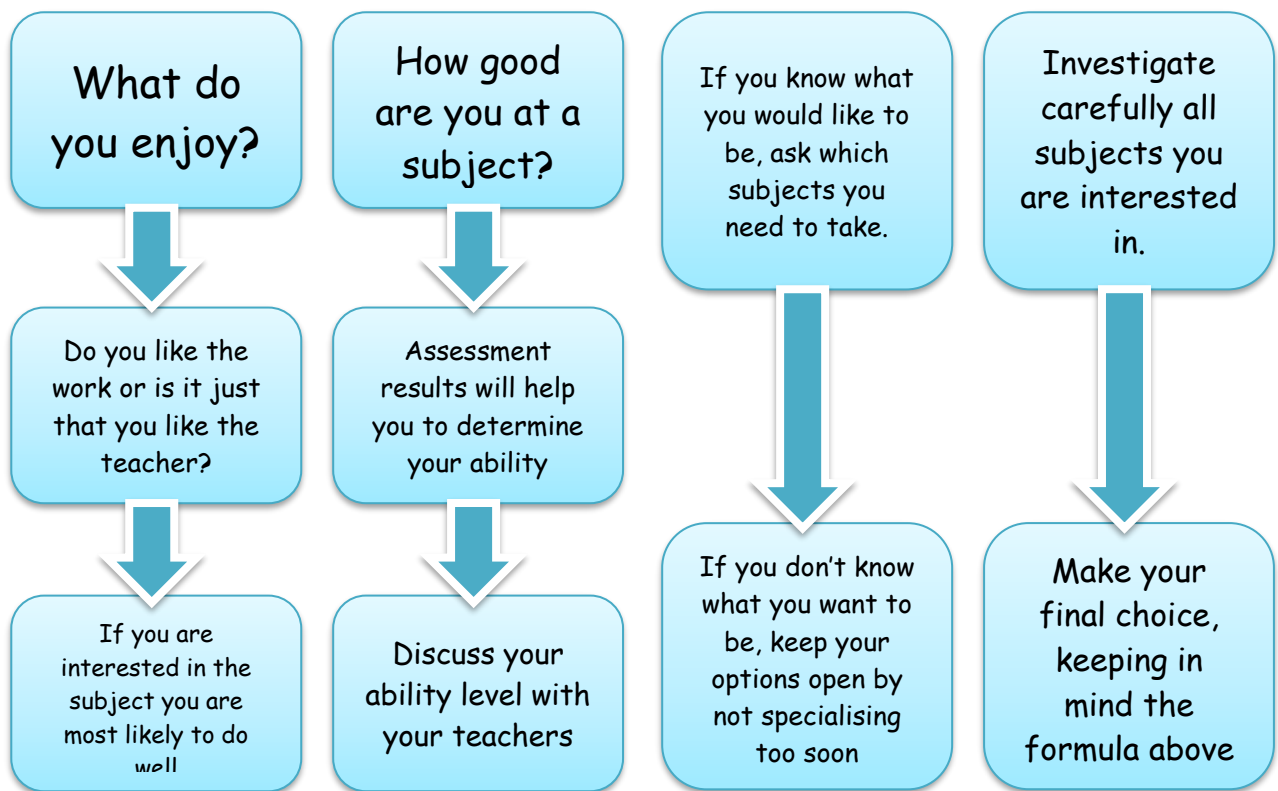 What do
you enjoy?
Do you like the
work or is it just
that you like the
teacher?
If you are
interested in the
subject you are
most likely to do
well
How good
are you at a
subject?
Assessment
results will help
you to determine
your ability
Discuss your
ability level with
your teachers
If you know what
you would like to
be, ask which
subjects you
need to take.
If you don't know
what you want to
be, keep your
options open by
not specialising
too soon
Investigate
carefully all
subjects you
are interested
in.
Make your
final choice,
keeping in
mind the
formula above